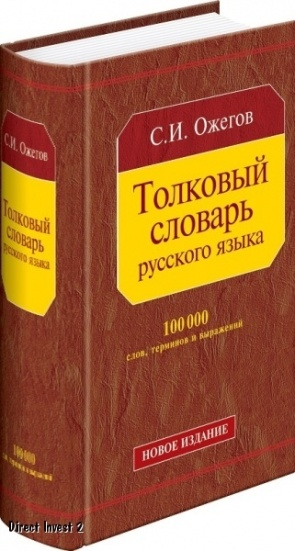 С.И. Ожегов
Толковый
словарь
русского языка
100 000
слов, терминов и выражений
НОВОЕ ИЗДАНИЕ
С.И. Ожегов
Толковый
словарь
русского языка
100 000
Direct Invest 2